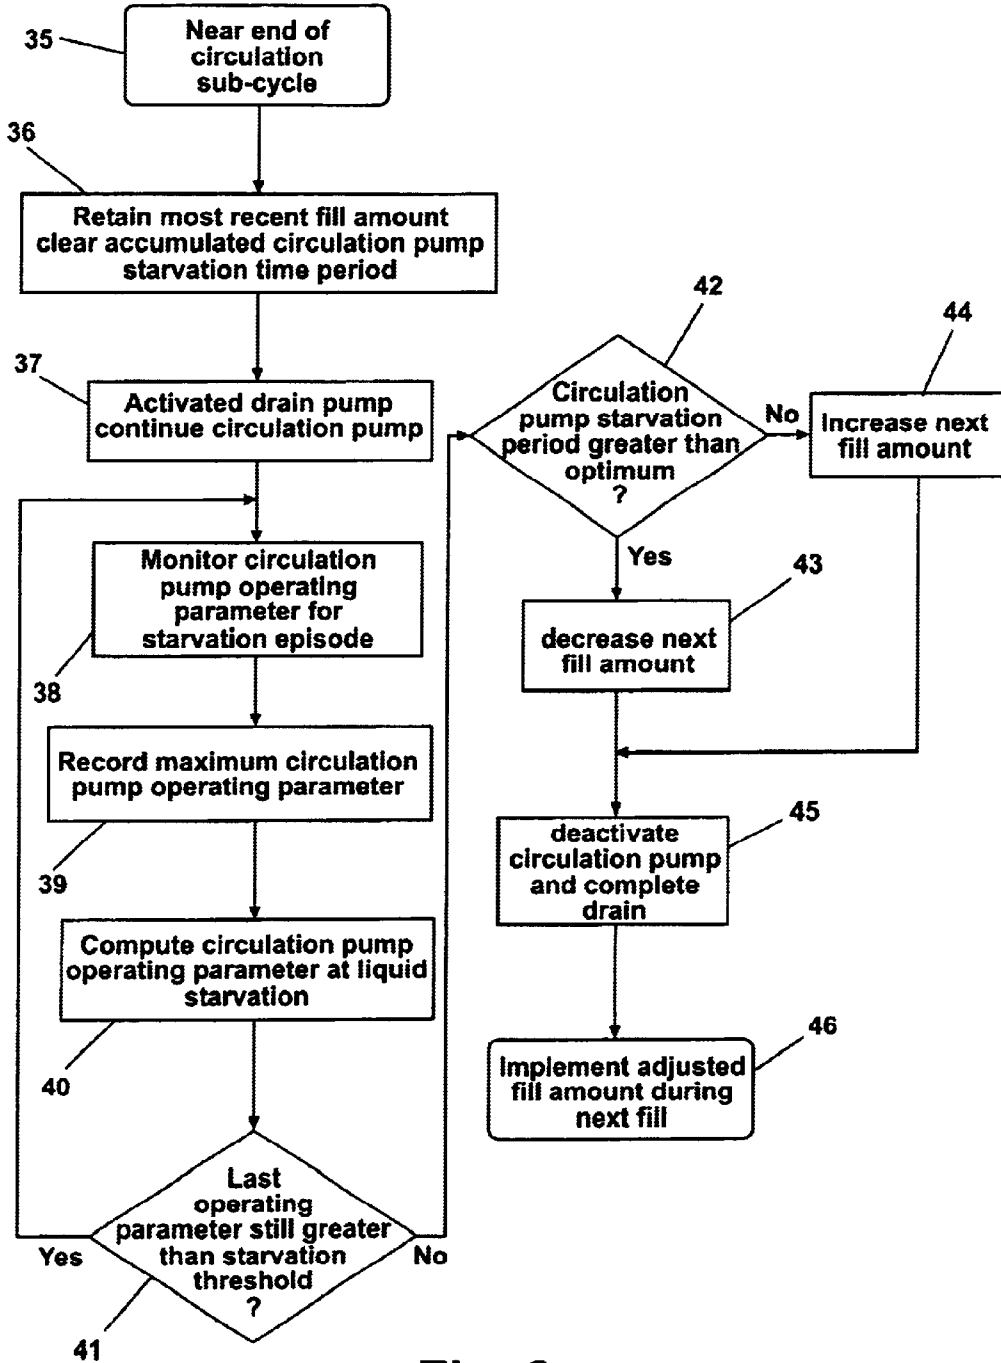 35
Near end of
circulation
sub-cycle
36
Retain most recent fill amount
clear accumulated circulation pump
starvation time period
37
Activated drain pump
continue circulation pump
Monitor circulation
pump operating
parameter for
starvation episode
38
Record maximum circulation
pump operating parameter
39
Compute circulation pump
operating parameter at liquid
starvation
40
Last
operating
parameter still greater
than starvation
threshold
?
Yes
No
41
42
Circulation
pump starvation
period greater than
optimum
?
No
Yes
44
Increase next
fill amount
43
decrease next
fill amount
45
deactivate
circulation pump
and complete
drain
46
Implement adjusted
fill amount during
next fill